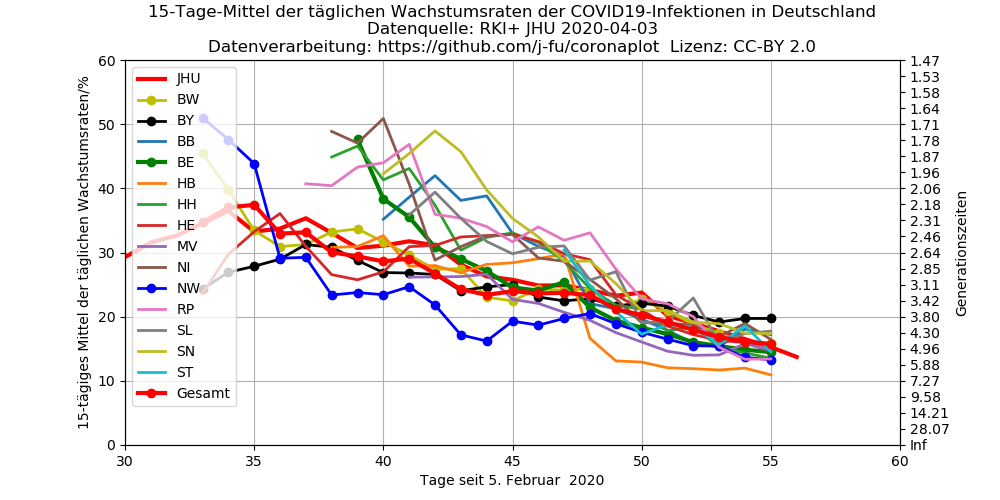 15-Tage-Mittel der täglichen Wachstumsraten der COVID19-Infektionen in Deutschland
Datenquelle: RKI+ JHU 2020-04-03
Datenverarbeitung: https://github.com/j-fu/coronaplot  Lizenz: CC-BY 2.0
15-tägiges Mittel der täglichen Wachstumsraten/%
60
50
40
30
20
10
0
JHU
BW
BY
BB
BE
HB
HH
HE
MV
NI
NW
RP
SL
SN
ST
Gesamt
1.47
1.53
1.58
1.64
1.71
1.78
1.87
1.96
2.06
2.18
2.31
2.46
2.64
2.85
3.11
3.42
3.80
4.30
4.96
5.88
7.27
9.58
14.21
28.07
Inf
Generationszeiten
30 35 40 45 50 55 60
Tage seit 5. Februar  2020